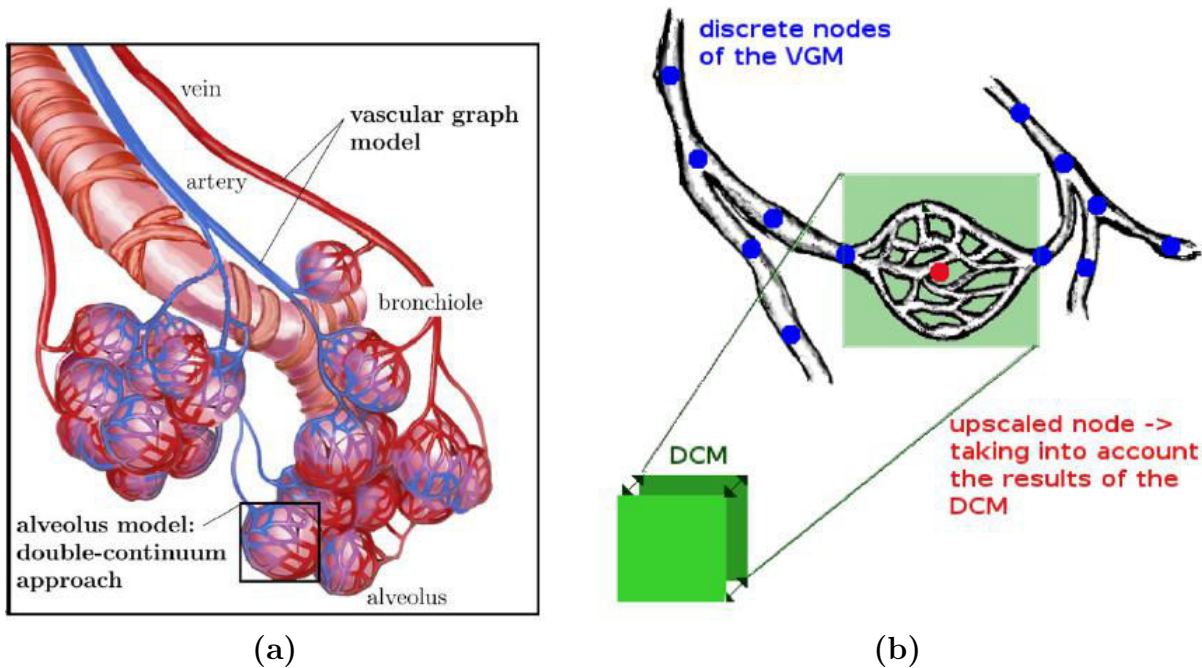 vein
vascular graph
model
artery
bronchiole
alveolus model:
double-continuum
approach
alveolus
(a)
discrete nodes
of the VGM
DCM
upscaled node ->
taking into account
the results of the
DCM
(b)